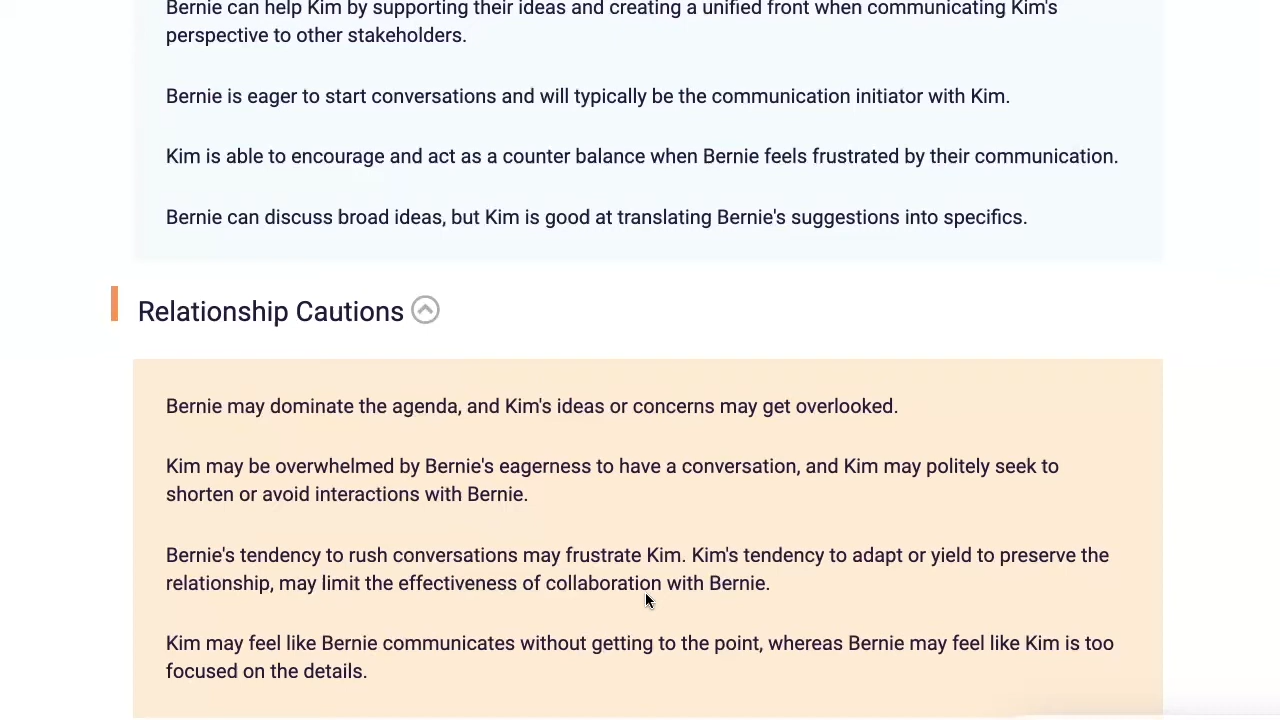 Bernie can help Kim by supporting their ideas and creating a unified front when communicating Kim's
perspective to other stakeholders.
Bernie is eager to start conversations and will typically be the communication initiator with Kim.
Kim is able to encourage and act as a counter balance when Bernie feels frustrated by their communication.
Bernie can discuss broad ideas, but Kim is good at translating Bernie's suggestions into specifics.
Relationship Cautions
Bernie may dominate the agenda, and Kim's ideas or concerns may get overlooked.
Kim may be overwhelmed by Bernie's eagerness to have a conversation, and Kim may politely seek to
shorten or avoid interactions with Bernie.
Bernie's tendency to rush conversations may frustrate Kim. Kim's tendency to adapt or yield to preserve the
relationship, may limit the effectiveness of collaboration with Bernie.
Kim may feel like Bernie communicates without getting to the point, whereas Bernie may feel like Kim is too
focused on the details.